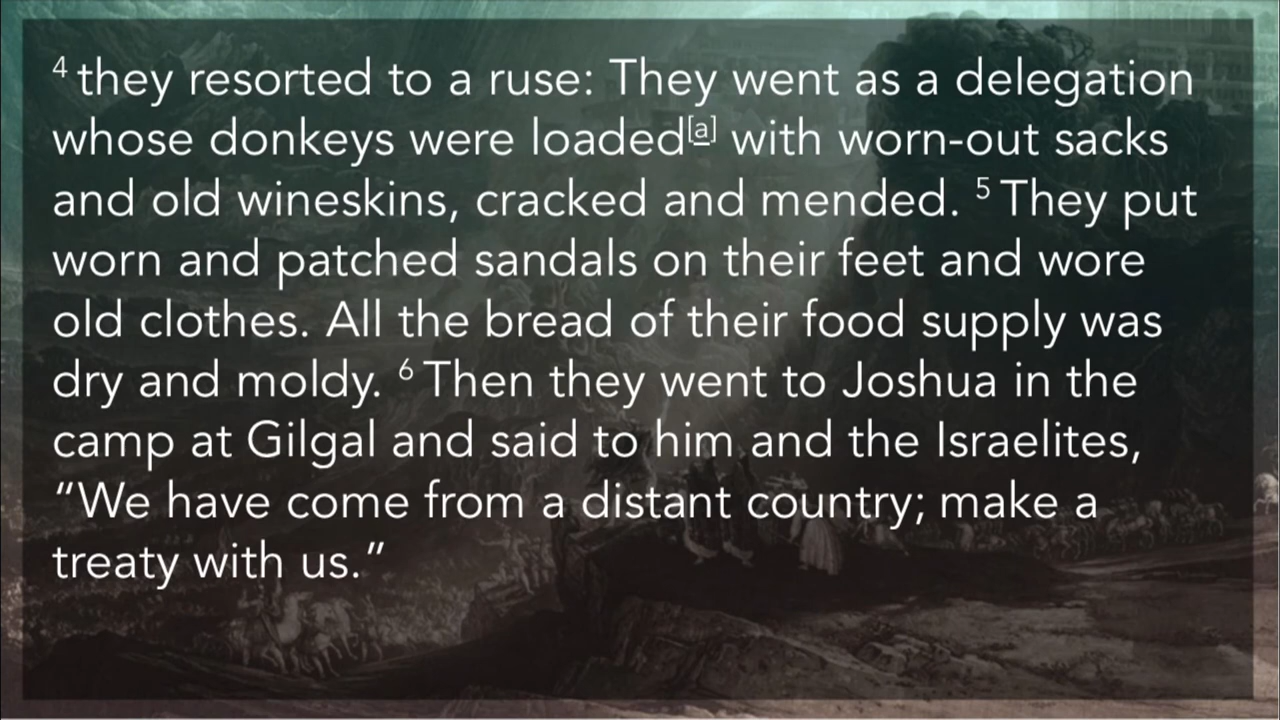 4 they resorted to a ruse: They went as a delegation
whose donkeys were loaded[a] with worn-out sacks
and old wineskins, cracked and mended. 5 They put
worn and patched sandals on their feet and wore
old clothes. All the bread of their food supply was
dry and moldy. 6 Then they went to Joshua in the
camp at Gilgal and said to him and the Israelites,
“We have come from a distant country; make a
treaty with us.”